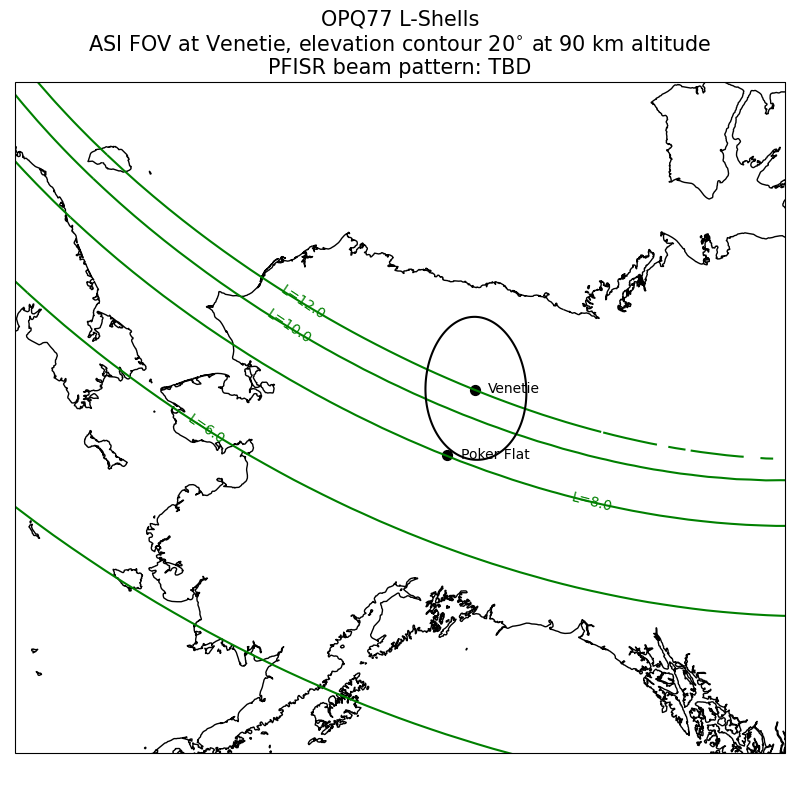 OPQ77 L-Shells
ASI FOV at Venetie, elevation contour 20° at 90 km altitude
PFISR beam pattern: TBD
L=12.0
L=10.0
Venetie
L=6.0
Poker Flat
L=8.0